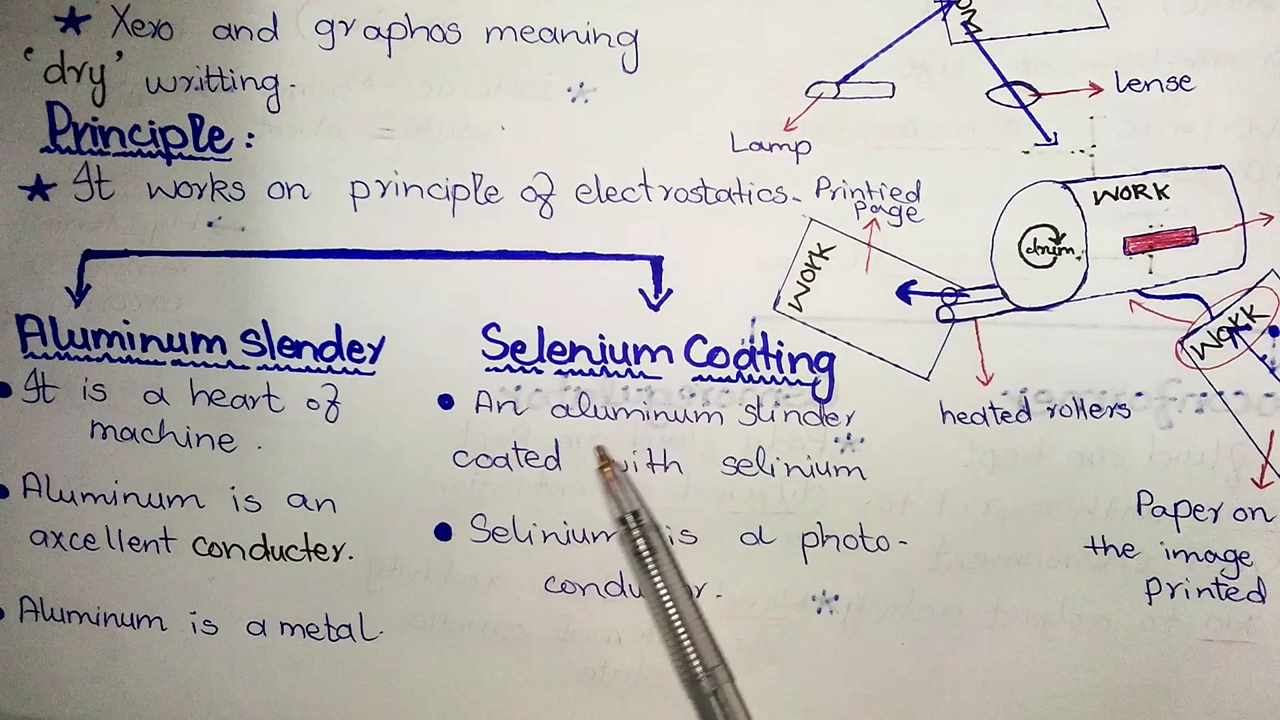 ★ Xero and graphos meaning
'dry' writting.
Principle:
★ It works on principle of electrostatics.
Aluminum Slender
• It is a heart of
machine.
• Aluminum is an
axcellent conducter.
• Aluminum is a metal.
Selenium Coating
• An aluminum slinder
coated with selinium
• Selinium is a photo-
conductor.
Lamp
lense
Printied
page
WORK
WORK
drum
WORK
heated rollers
Paper on
the image
printed